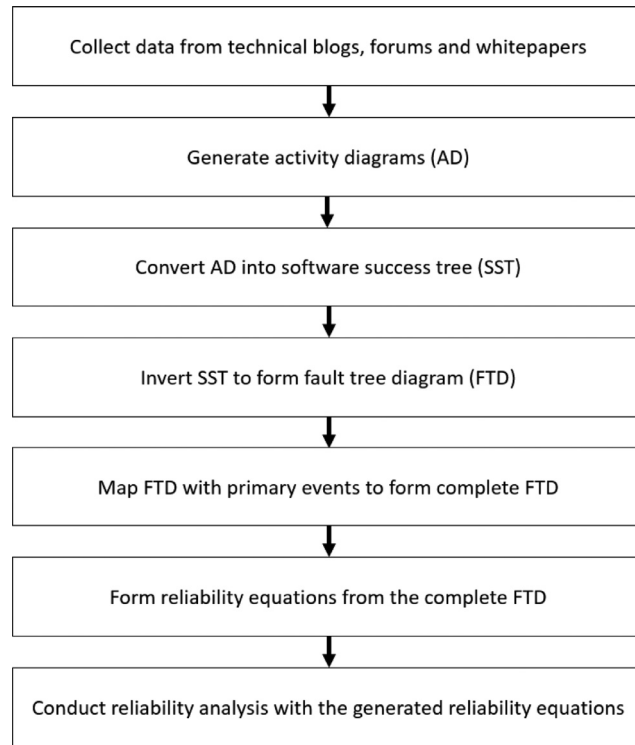 Collect data from technical blogs, forums and whitepapers
Generate activity diagrams (AD)
Convert AD into software success tree (SST)
Invert SST to form fault tree diagram (FTD)
Map FTD with primary events to form complete FTD
Form reliability equations from the complete FTD
Conduct reliability analysis with the generated reliability equations